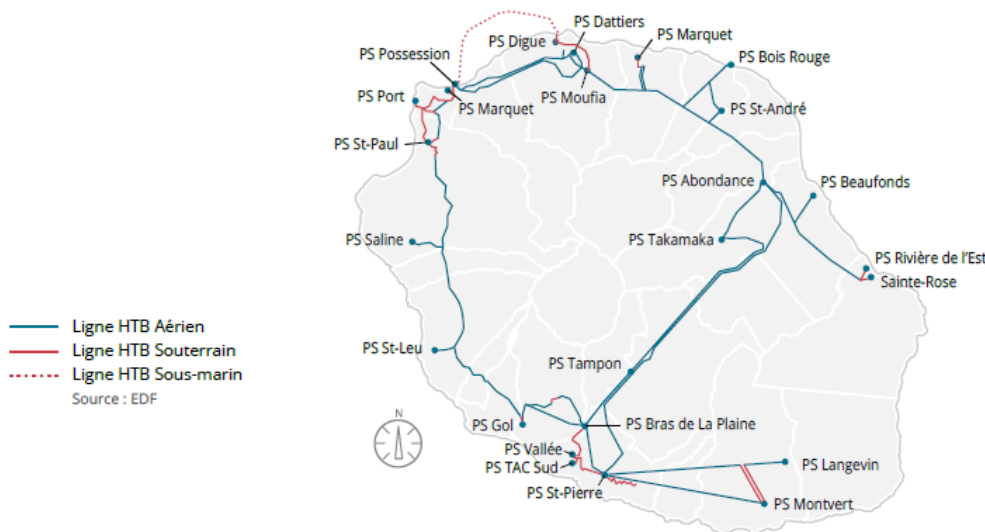 PS Dattiers
PS Digue
PS Marquet
PS Possession
PS Bois Rouge
PS Port
PS Marquet
PS Moufia
PS St-André
PS St-Paul
PS Abondance
PS Beaufonds
PS Saline
PS Takamaka
PS Rivière de l'Est
Sainte-Rose
Ligne HTB Aérien
Ligne HTB Souterrain
Ligne HTB Sous-marin
Source : EDF
PS St-Leu
PS Tampon
N
PS Gol
PS Bras de La Plaine
PS Vallée
PS TAC Sud
PS Langevin
PS St-Pierre
PS Montvert